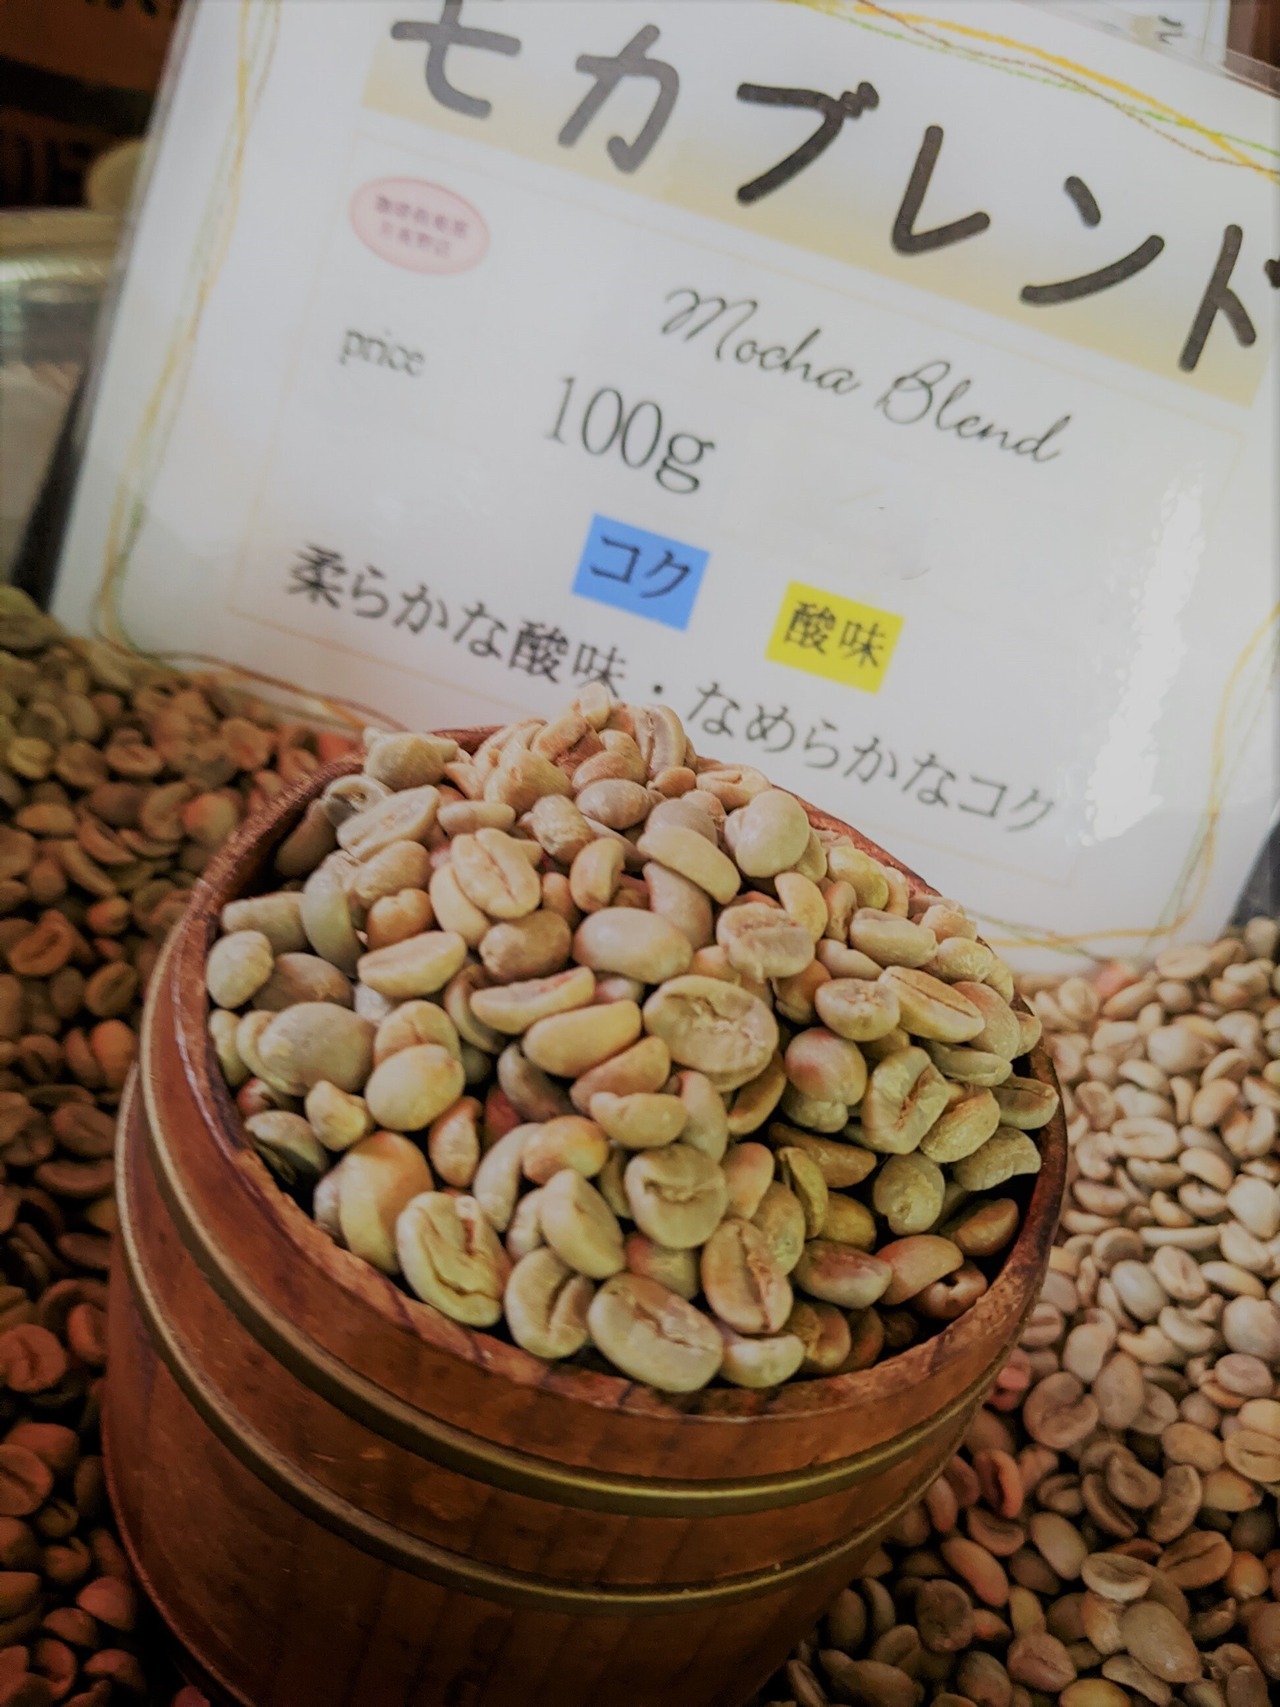 モカブレンド
Mocha Blend
price
100g
コク
酸味
柔らかな酸味・なめらかなコク